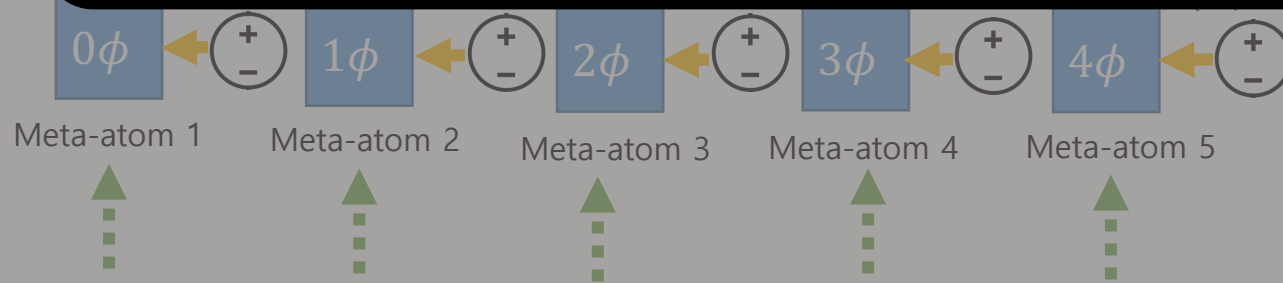 0ϕ 1ϕ 2ϕ 3ϕ 4ϕ
+ + + + +
− − − − −
Meta-atom 1 Meta-atom 2 Meta-atom 3 Meta-atom 4 Meta-atom 5